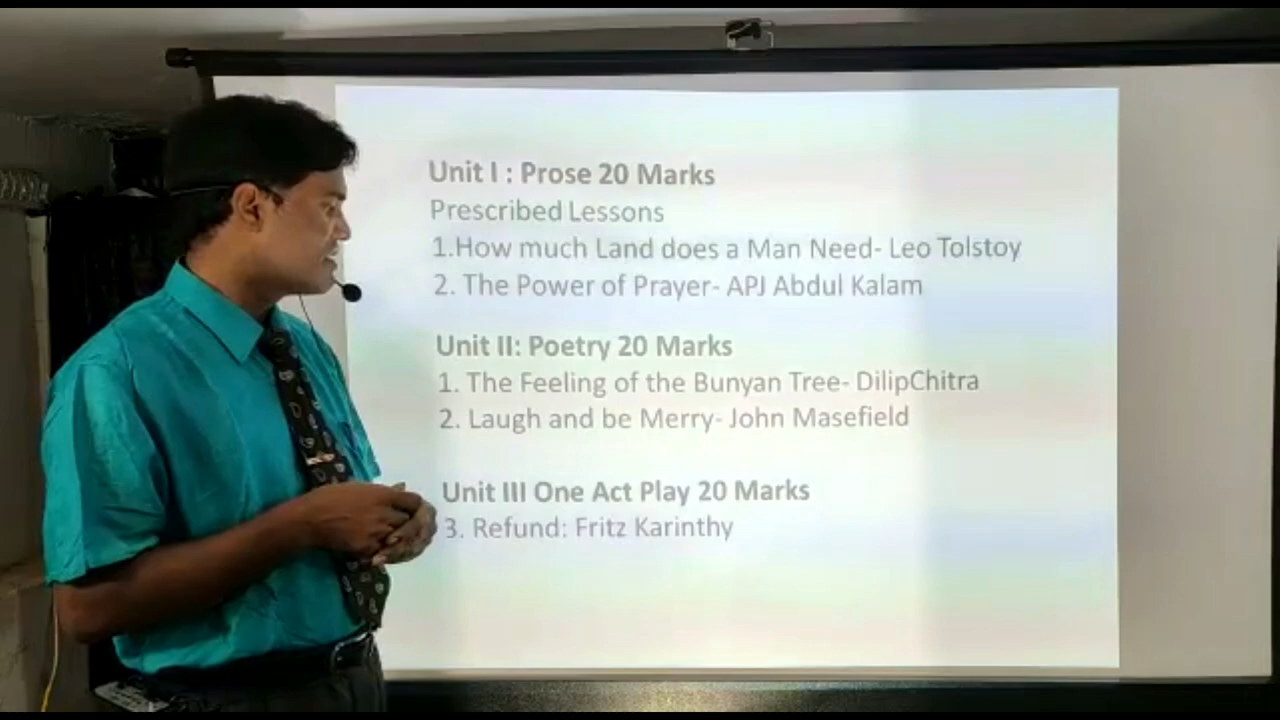 Unit I : Prose 20 Marks
Prescribed Lessons
1.How much Land does a Man Need- Leo Tolstoy
2. The Power of Prayer- APJ Abdul Kalam
Unit II: Poetry 20 Marks
1. The Feeling of the Bunyan Tree- DilipChitra
2. Laugh and be Merry- John Masefield
Unit III One Act Play 20 Marks
3. Refund: Fritz Karinthy